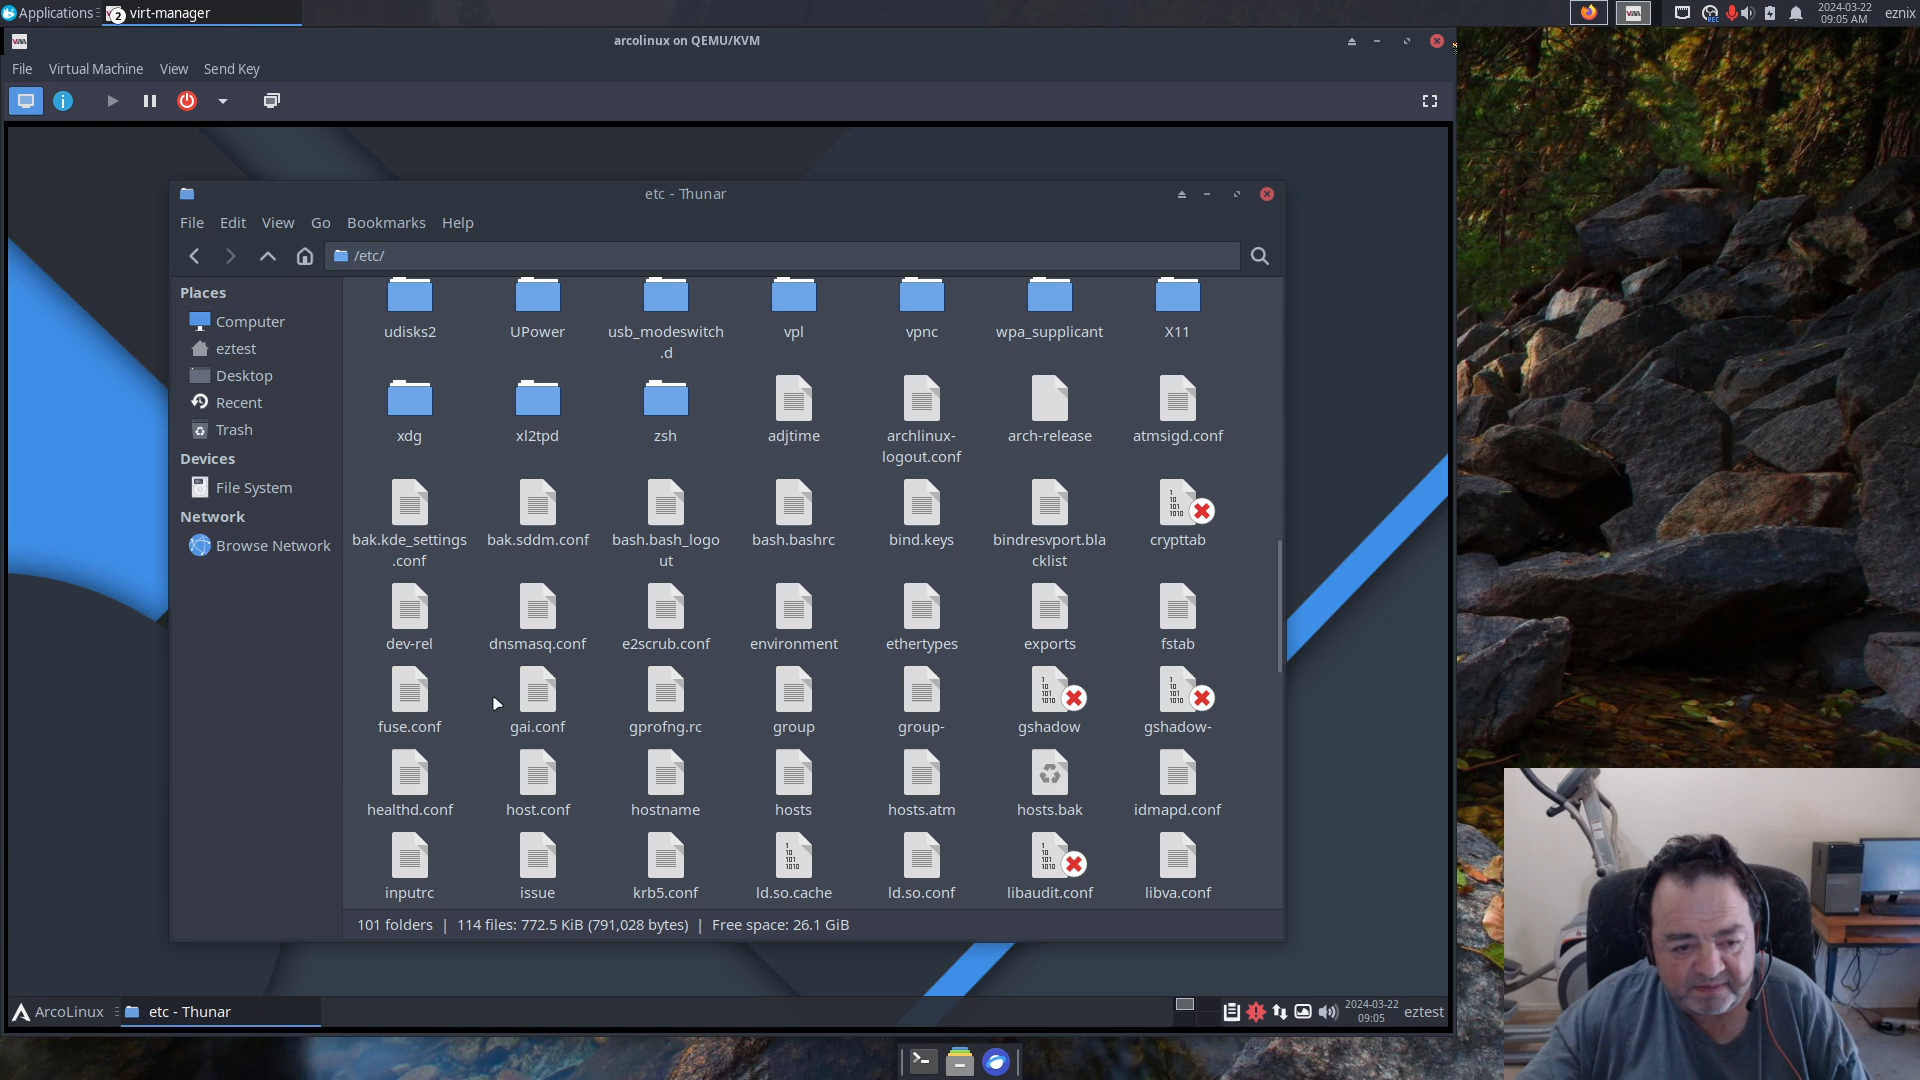 Applications
2
virt-manager
REC
2024-03-22
09:05 AM
eznix
arcolinux on QEMU/KVM
File Virtual Machine View Send Key
etc - Thunar
File Edit View Go Bookmarks Help
/etc/
Places
Computer
eztest
Desktop
Recent
Trash
Devices
File System
Network
Browse Network
udisks2 UPower usb_modeswitch vpl vpnc wpa_supplicant X11
.d
xdg xl2tpd zsh adjtime archlinux- arch-release atmsigd.conf
logout.conf
bak.kde_settings bak.sddm.conf bash.bash_logo bash.bashrc bind.keys bindresvport.bla crypttab
.conf ut cklist
dev-rel dnsmasq.conf e2scrub.conf environment ethertypes exports fstab
fuse.conf gai.conf gprofng.rc group group- gshadow gshadow-
healthd.conf host.conf hostname hosts hosts.atm hosts.bak idmapd.conf
inputrc issue krb5.conf ld.so.cache ld.so.conf libaudit.conf libva.conf
101 folders | 114 files: 772.5 KiB (791,028 bytes) | Free space: 26.1 GiB
ArcoLinux
etc - Thunar
2024-03-22
09:05
eztest